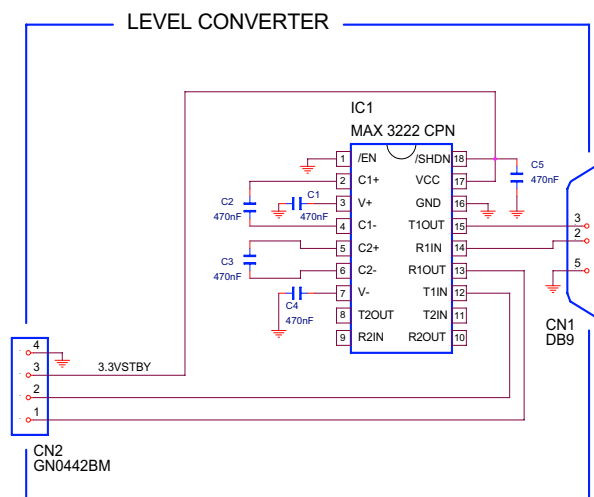 LEVEL CONVERTER
IC1
MAX 3222 CPN
1 /EN /SHDN 18
2 C1+ VCC 17
3 V+ GND 16
4 C1- T1OUT 15
5 C2+ R1IN 14
6 C2- R1OUT 13
7 V- T1IN 12
8 T2OUT T2IN 11
9 R2IN R2OUT 10
C5
470nF
C2
470nF
C1
470nF
C3
470nF
C4
470nF
3
2
5
CN1
DB9
4
3
3.3VSTBY
2
1
CN2
GN0442BM